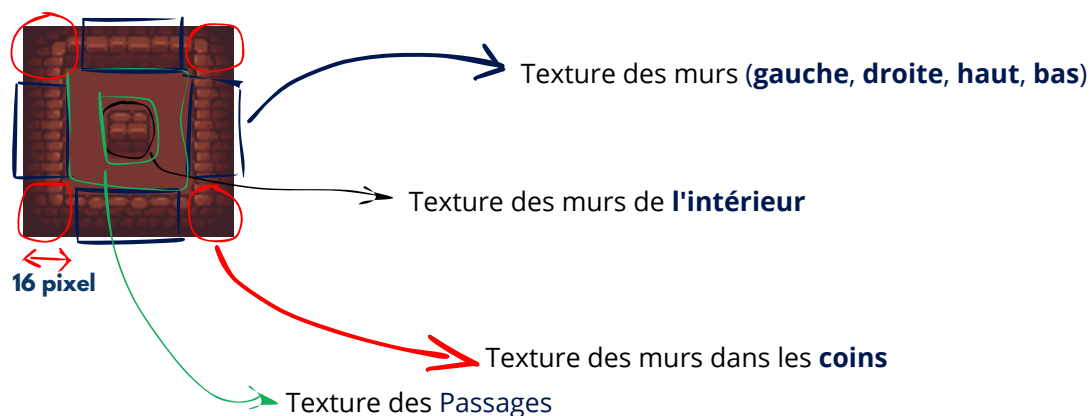 Texture des murs (gauche, droite, haut, bas)
Texture des murs de l'intérieur
16 pixel
Texture des murs dans les coins
Texture des Passages